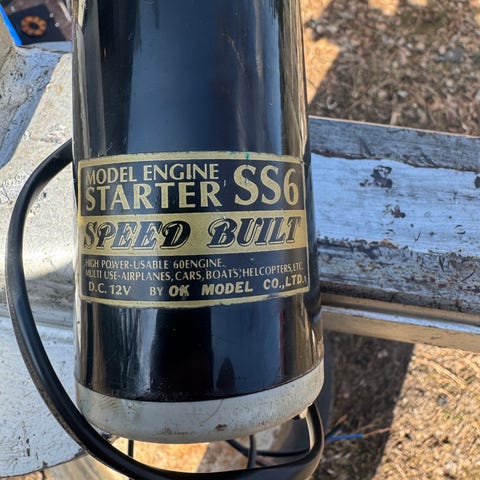 MODEL ENGINE
STARTER SS6
SPEED BUILT
HIGH POWER-USABLE 60ENGINE.
MULTI USE-AIRPLANES, CARS, BOATS, HELCOPTERS, ETC.
D.C. 12V BY OK MODEL CO.,LTD.